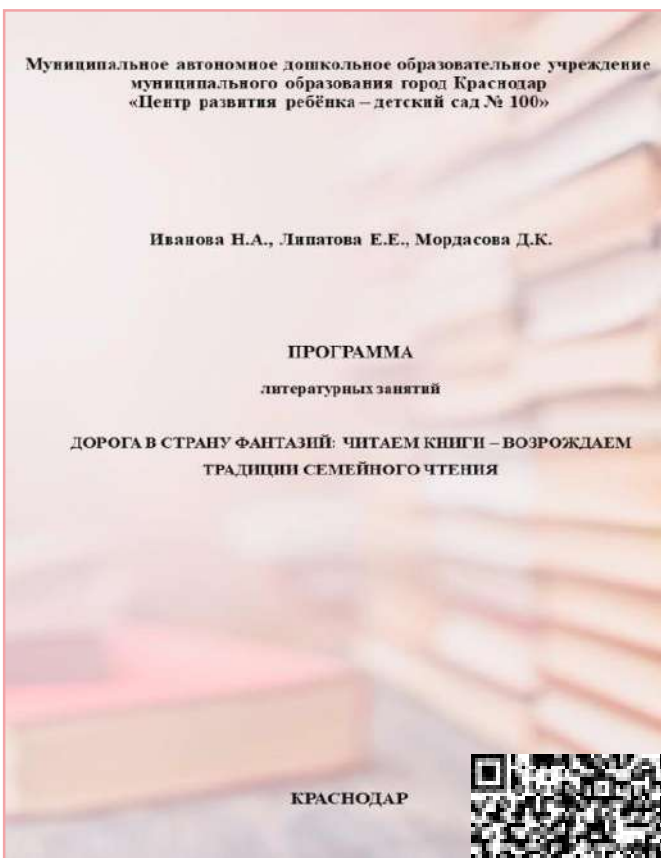 Муниципальное автономное дошкольное образовательное учреждение
муниципального образования город Краснодар
«Центр развития ребёнка – детский сад № 100»
Иванова Н.А., Липатова Е.Е., Мордасова Д.К.
ПРОГРАММА
литературных занятий
ДОРОГА В СТРАНУ ФАНТАЗИЙ: ЧИТАЕМ КНИГИ – ВОЗРОЖДАЕМ
ТРАДИЦИИ СЕМЕЙНОГО ЧТЕНИЯ
КРАСНОДАР